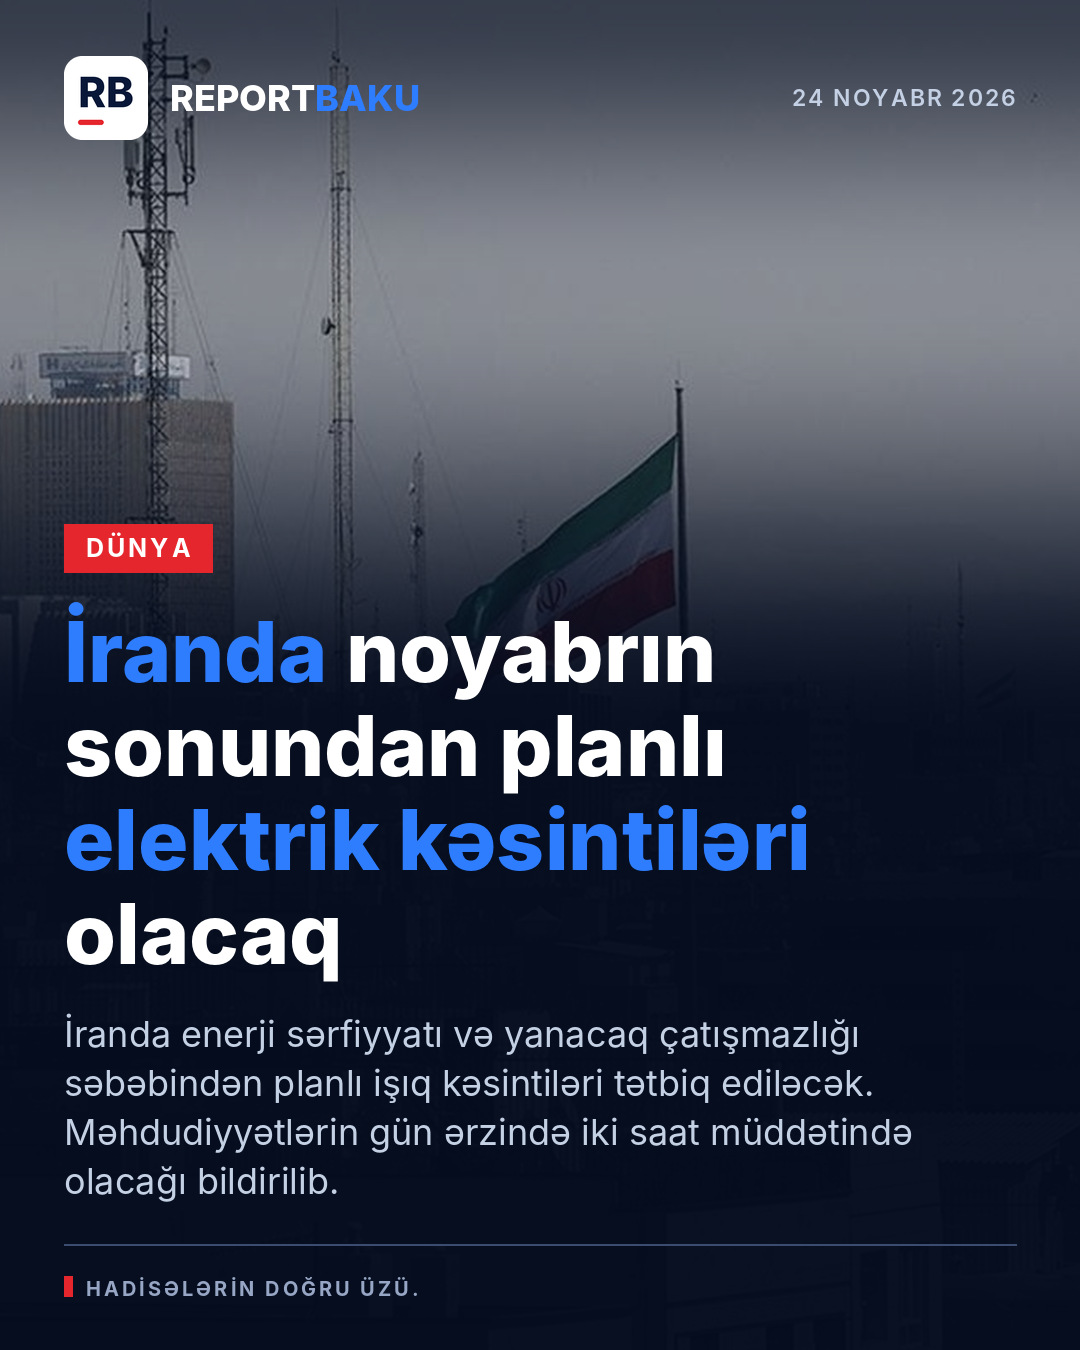 RB REPORTBAKU
24 NOYABR 2026
DÜNYA
İranda noyabrın
sonundan planlı
elektrik kəsintiləri
olacaq
İranda enerji sərfiyyatı və yanacaq çatışmazlığı
səbəbindən planlı işıq kəsintiləri tətbiq ediləcək.
Məhdudiyyətlərin gün ərzində iki saat müddətində
olacağı bildirilib.
HADİSƏLƏRİN DOĞRU ÜZÜ.